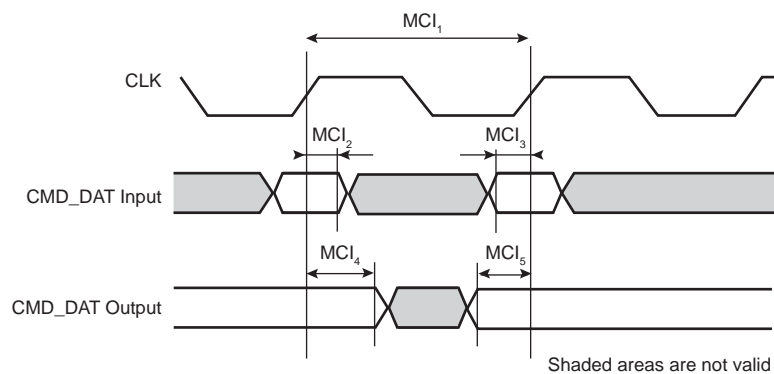 MCI1
CLK
MCI2
MCI3
CMD_DAT Input
MCI4
MCI5
CMD_DAT Output
Shaded areas are not valid